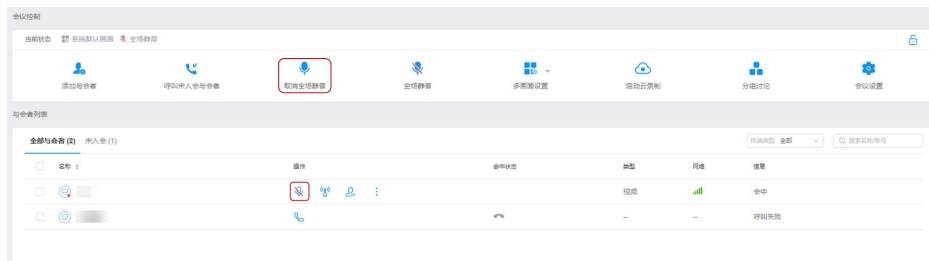 会议控制
当前状态 系统默认画面 全场静音
添加与会者 呼叫未入会与会者 取消全场静音 全场静音 多画面设置 启动云录制 分组讨论 会议设置
与会者列表
全部与会者 (2) 未入会 (1) 终端类型: 全部 搜索名称/账号
名称 操作 会中状态 类型 网络 信息
视频 会中
-- -- 呼叫失败